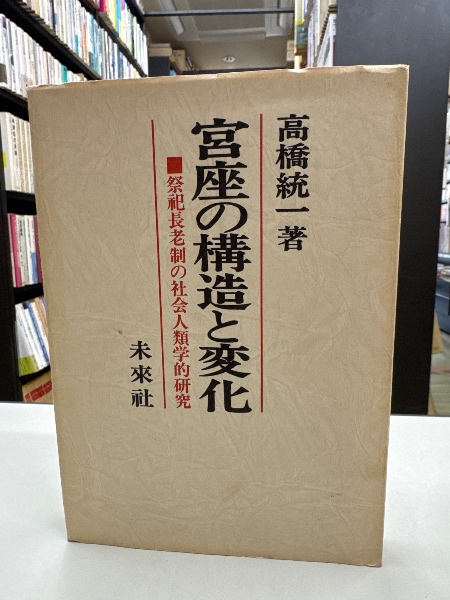 高橋統一著
宮座の構造と変化
■祭祀長老制の社会人類学的研究
未來社